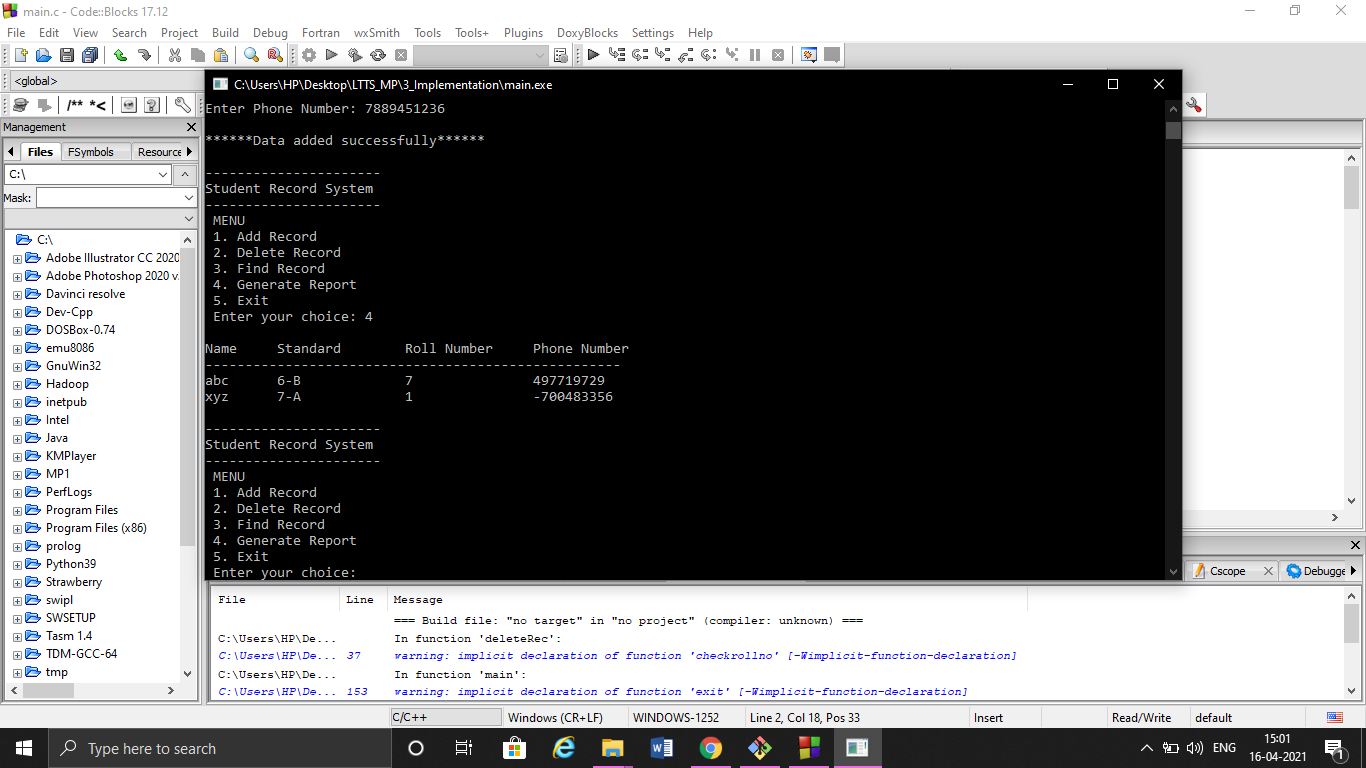 main.c - Code::Blocks 17.12
File Edit View Search Project Build Debug Fortran wxSmith Tools Tools+ Plugins DoxyBlocks Settings Help
<global>
/** *<
Management
Files FSymbols Resource
C:\
Mask:
C:\
Adobe Illustrator CC 2020
Adobe Photoshop 2020 v.
Davinci resolve
Dev-Cpp
DOSBox-0.74
emu8086
GnuWin32
Hadoop
inetpub
Intel
Java
KMPlayer
MP1
PerfLogs
Program Files
Program Files (x86)
prolog
Python39
Strawberry
swipl
SWSETUP
Tasm 1.4
TDM-GCC-64
tmp
C:\Users\HP\Desktop\LTTS_MP\3_Implementation\main.exe
Enter Phone Number: 7889451236
******Data added successfully******
----------------------
Student Record System
----------------------
MENU
1. Add Record
2. Delete Record
3. Find Record
4. Generate Report
5. Exit
Enter your choice: 4
Name Standard Roll Number Phone Number
----------------------------------------------------
abc 6-B 7 497719729
xyz 7-A 1 -700483356
----------------------
Student Record System
----------------------
MENU
1. Add Record
2. Delete Record
3. Find Record
4. Generate Report
5. Exit
Enter your choice:
Cscope Debugge
File Line Message
=== Build file: "no target" in "no project" (compiler: unknown) ===
C:\Users\HP\De... In function 'deleteRec':
C:\Users\HP\De... 37 warning: implicit declaration of function 'checkrollno' [-Wimplicit-function-declaration]
C:\Users\HP\De... In function 'main':
C:\Users\HP\De... 153 warning: implicit declaration of function 'exit' [-Wimplicit-function-declaration]
C/C++ Windows (CR+LF) WINDOWS-1252 Line 2, Col 18, Pos 33 Insert Read/Write default
Type here to search
ENG
15:01
16-04-2021
1